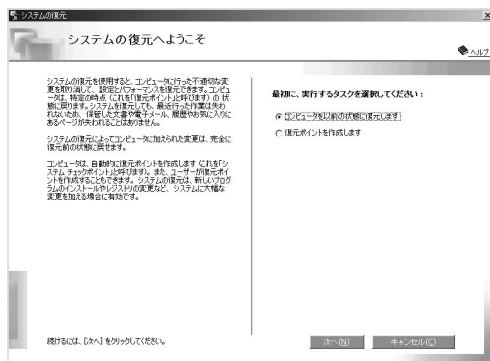 システムの復元
システムの復元へようこそ
ヘルプ
システムの復元を使用すると、コンピュータに行った不適切な変
更を取り消して、設定とパフォーマンスを復元できます。コンピュ
ータは、特定の時点 (これを「復元ポイント」と呼びます) の 状
態に戻ります。システムを復元しても、最近行った作業は失わ
れないため、保管した文書や電子メール、履歴やお気に入りに
あるページが失われることはありません。
システムの復元によってコンピュータに加えられた変更は、完全に
復元前の状態に戻せます。
コンピュータは、自動的に復元ポイントを作成します (これを「シ
ステム チェックポイント」と呼びます)。また、ユーザーが復元ポイ
ントを作成することもできます。システムの復元は、新しいプログ
ラムのインストールやレジストリの変更など、システムに大幅な
変更を加える場合に有効です。
最初に、実行するタスクを選択してください:
コンピュータを以前の状態に復元します
復元ポイントを作成します
続けるには、[次へ] をクリックしてください。
次へ(N)
キャンセル(C)